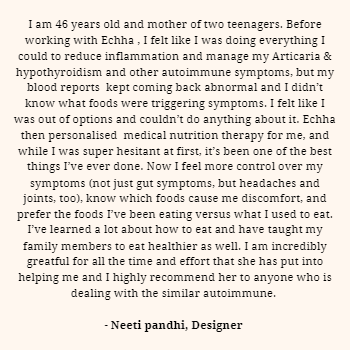 I am 46 years old and mother of two teenagers. Before
working with Echha , I felt like I was doing everything I
could to reduce inflammation and manage my Articaria &
hypothyroidism and other autoimmune symptoms, but my
blood reports  kept coming back abnormal and I didn't
know what foods were triggering symptoms. I felt like I
was out of options and couldn't do anything about it. Echha
then personalised  medical nutrition therapy for me, and
while I was super hesitant at first, it's been one of the best
things I've ever done. Now I feel more control over my
symptoms (not just gut symptoms, but headaches and
joints, too), know which foods cause me discomfort, and
prefer the foods I've been eating versus what I used to eat.
I've learned a lot about how to eat and have taught my
family members to eat healthier as well. I am incredibly
greatful for all the time and effort that she has put into
helping me and I highly recommend her to anyone who is
dealing with the similar autoimmune.
- Neeti pandhi, Designer